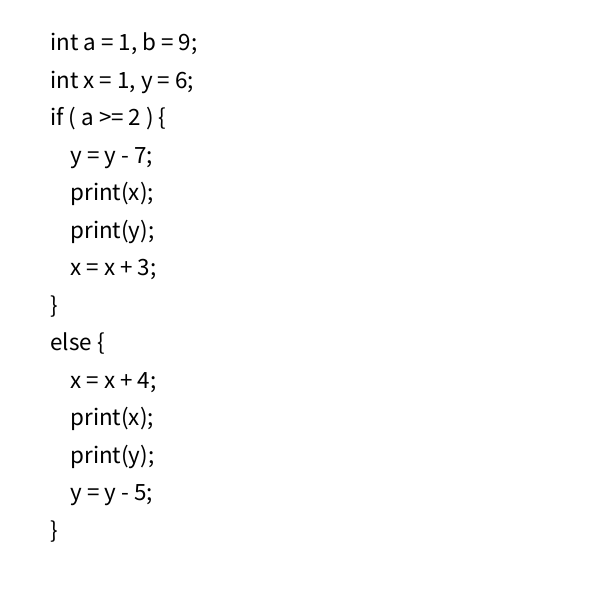 int a = 1, b = 9;
int x = 1, y = 6;
if ( a >= 2 ) {
    y = y - 7;
    print(x);
    print(y);
    x = x + 3;
}
else {
    x = x + 4;
    print(x);
    print(y);
    y = y - 5;
}